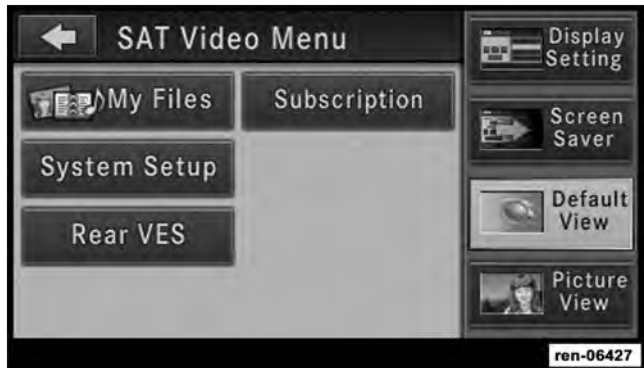 SAT Video Menu
My Files
Subscription
System Setup
Rear VES
Display
Setting
Screen
Saver
Default
View
Picture
View
ren-06427